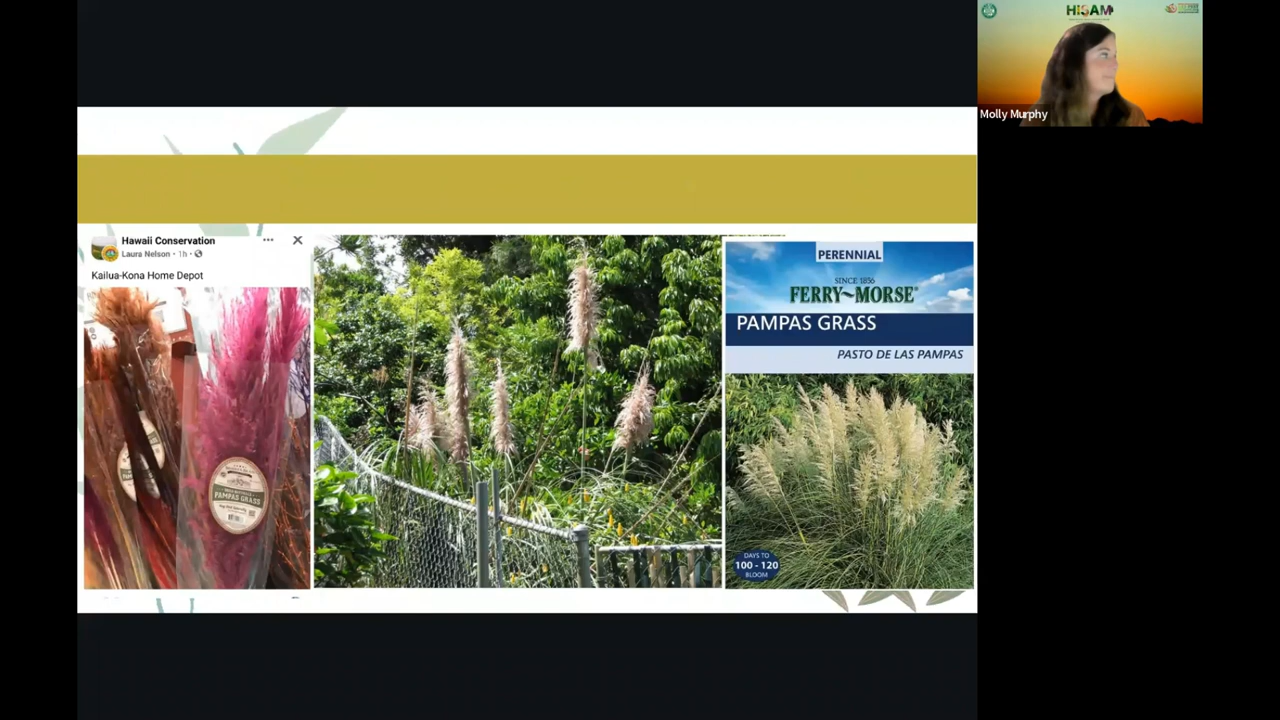 HISAM
Molly Murphy
Hawaii Conservation
Laura Nelson · 1h ·
Kailua-Kona Home Depot
PAMPAS GRASS
PERENNIAL
SINCE 1856
FERRY~MORSE®
PAMPAS GRASS
PASTO DE LAS PAMPAS
DAYS TO
100 - 120
BLOOM